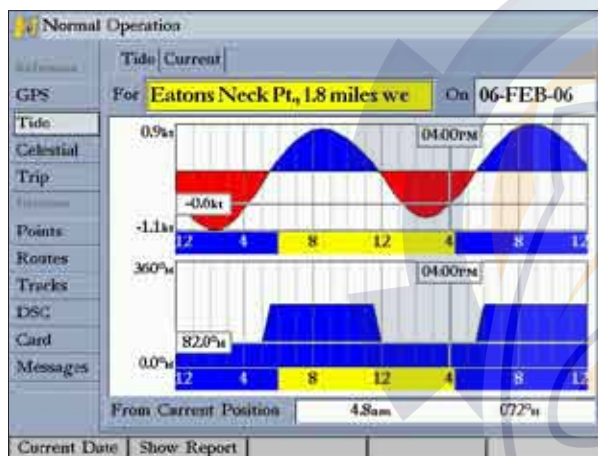 Normal Operation
Reference
Tide Current
GPS
For Eatons Neck Pt., 1.8 miles we On 06-FEB-06
Tide
Celestial
Trip
Points
Routes
Tracks
DSC
Card
Messages
0.9kt
04:00PM
-0.6kt
-1.1kt
12 4 8 12 4 8 12
360°M
04:00PM
82.0°M
0.0°M
12 4 8 12 4 8 12
From Current Position 4.8nm 072°M
Current Date Show Report